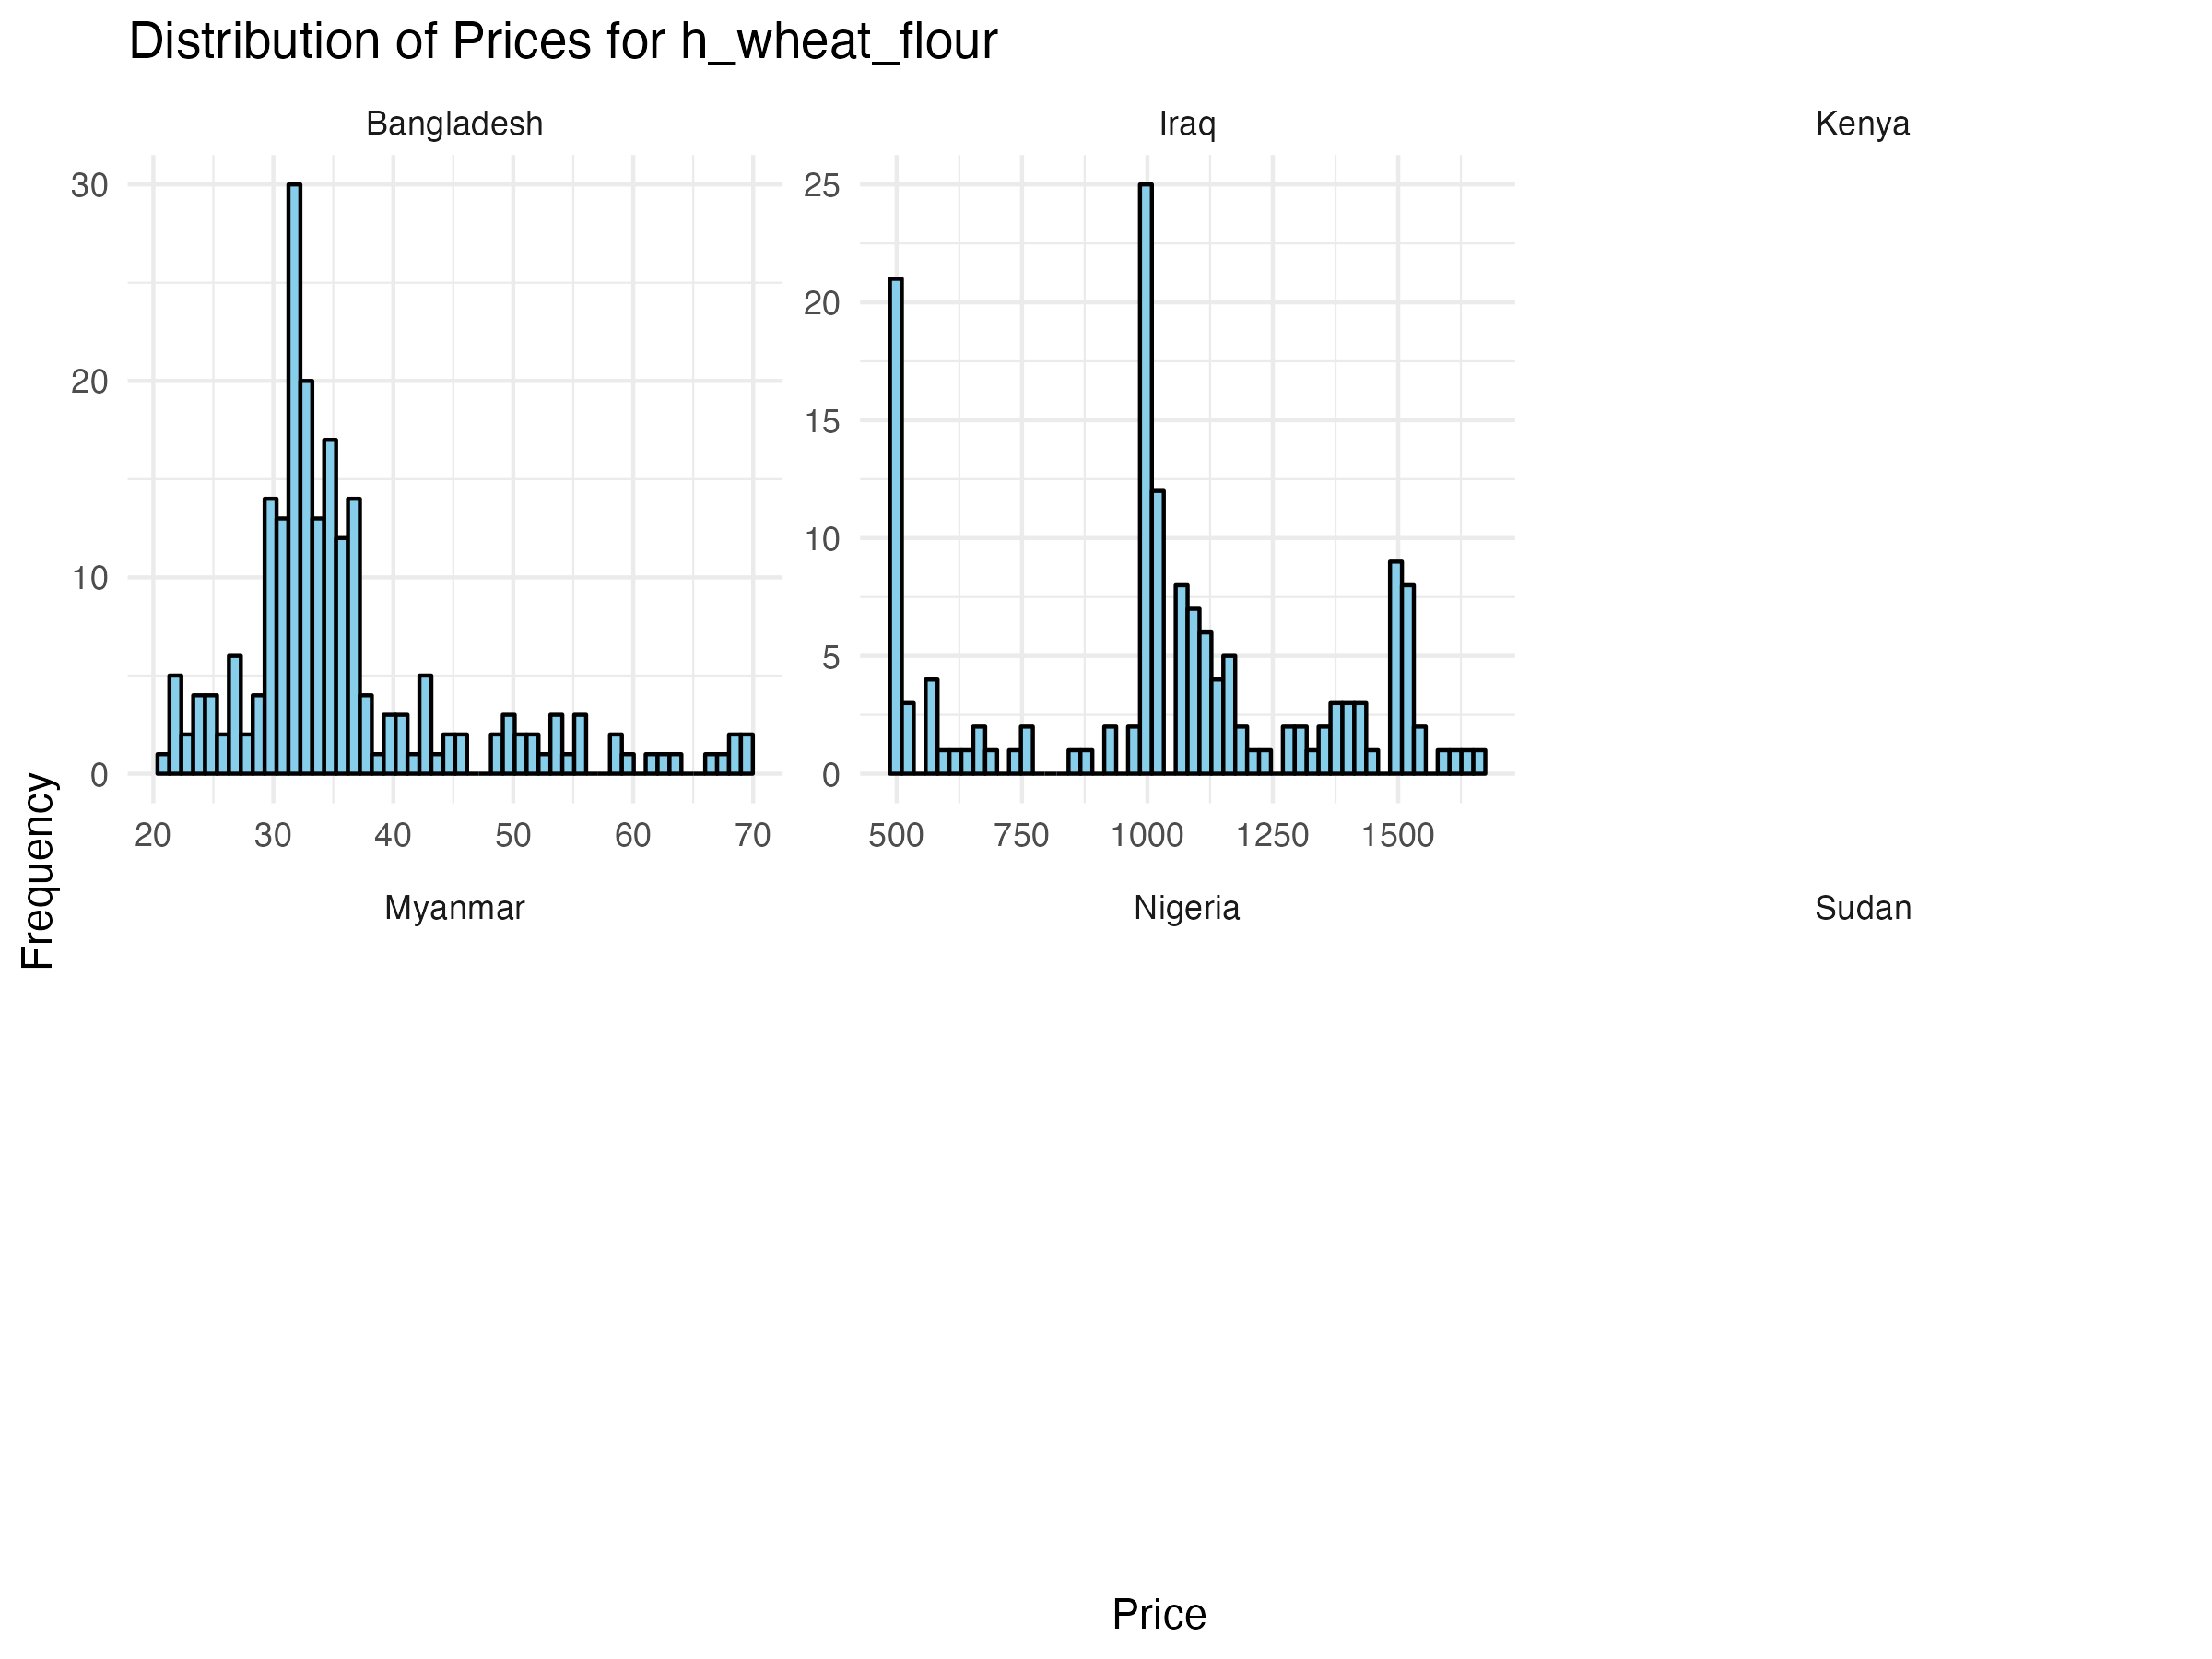 Distribution of Prices for h_wheat_flour
Bangladesh
Iraq
Kenya
30
20
10
0
20 30 40 50 60 70
25
20
15
10
5
0
500 750 1000 1250 1500
Myanmar
Nigeria
Sudan
Frequency
Price